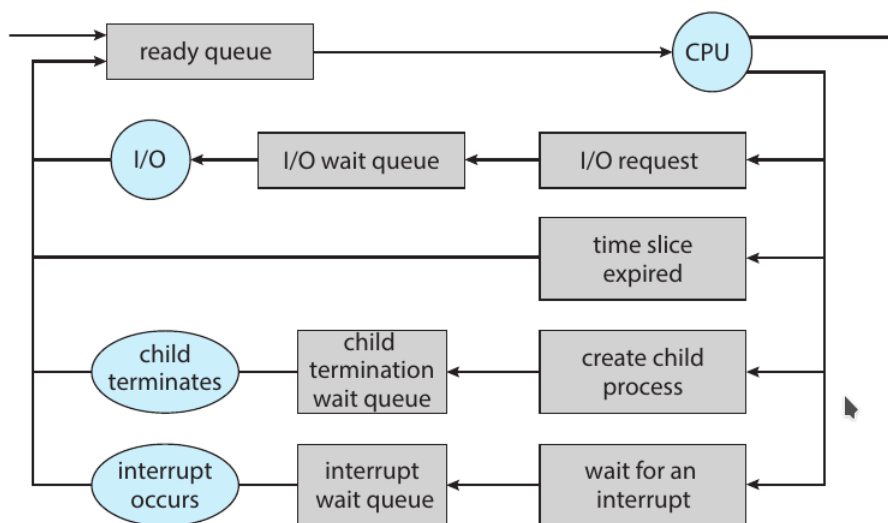 ready queue
CPU
I/O
I/O wait queue
I/O request
time slice
expired
child
terminates
child
termination
wait queue
create child
process
interrupt
occurs
interrupt
wait queue
wait for an
interrupt